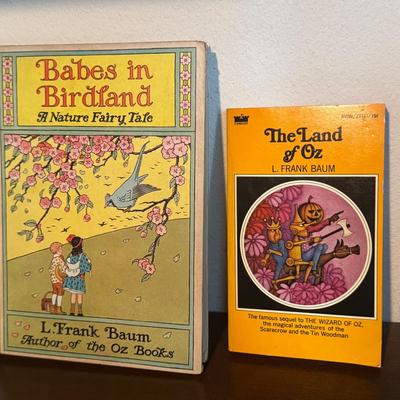 Babes in
Birdland
A Nature Fairy Tale
L. Frank Baum
Author of the Oz Books
The Land
of Oz
L. FRANK BAUM
The famous sequel to THE WIZARD OF OZ,
the magical adventures of the
Scarecrow and the Tin Woodman